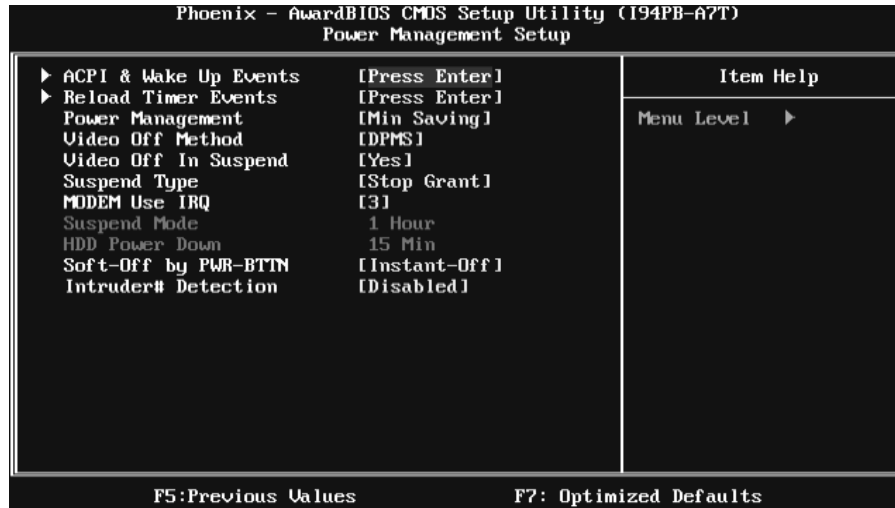 Phoenix - AwardBIOS CMOS Setup Utility (I94PB-A7T)
Power Management Setup
ACPI & Wake Up Events [Press Enter]
Reload Timer Events [Press Enter]
Power Management [Min Saving]
Video Off Method [DPMS]
Video Off In Suspend [Yes]
Suspend Type [Stop Grant]
MODEM Use IRQ [3]
Suspend Mode 1 Hour
HDD Power Down 15 Min
Soft-Off by PWR-BTTN [Instant-Off]
Intruder# Detection [Disabled]
Item Help
Menu Level
F5:Previous Values F7: Optimized Defaults